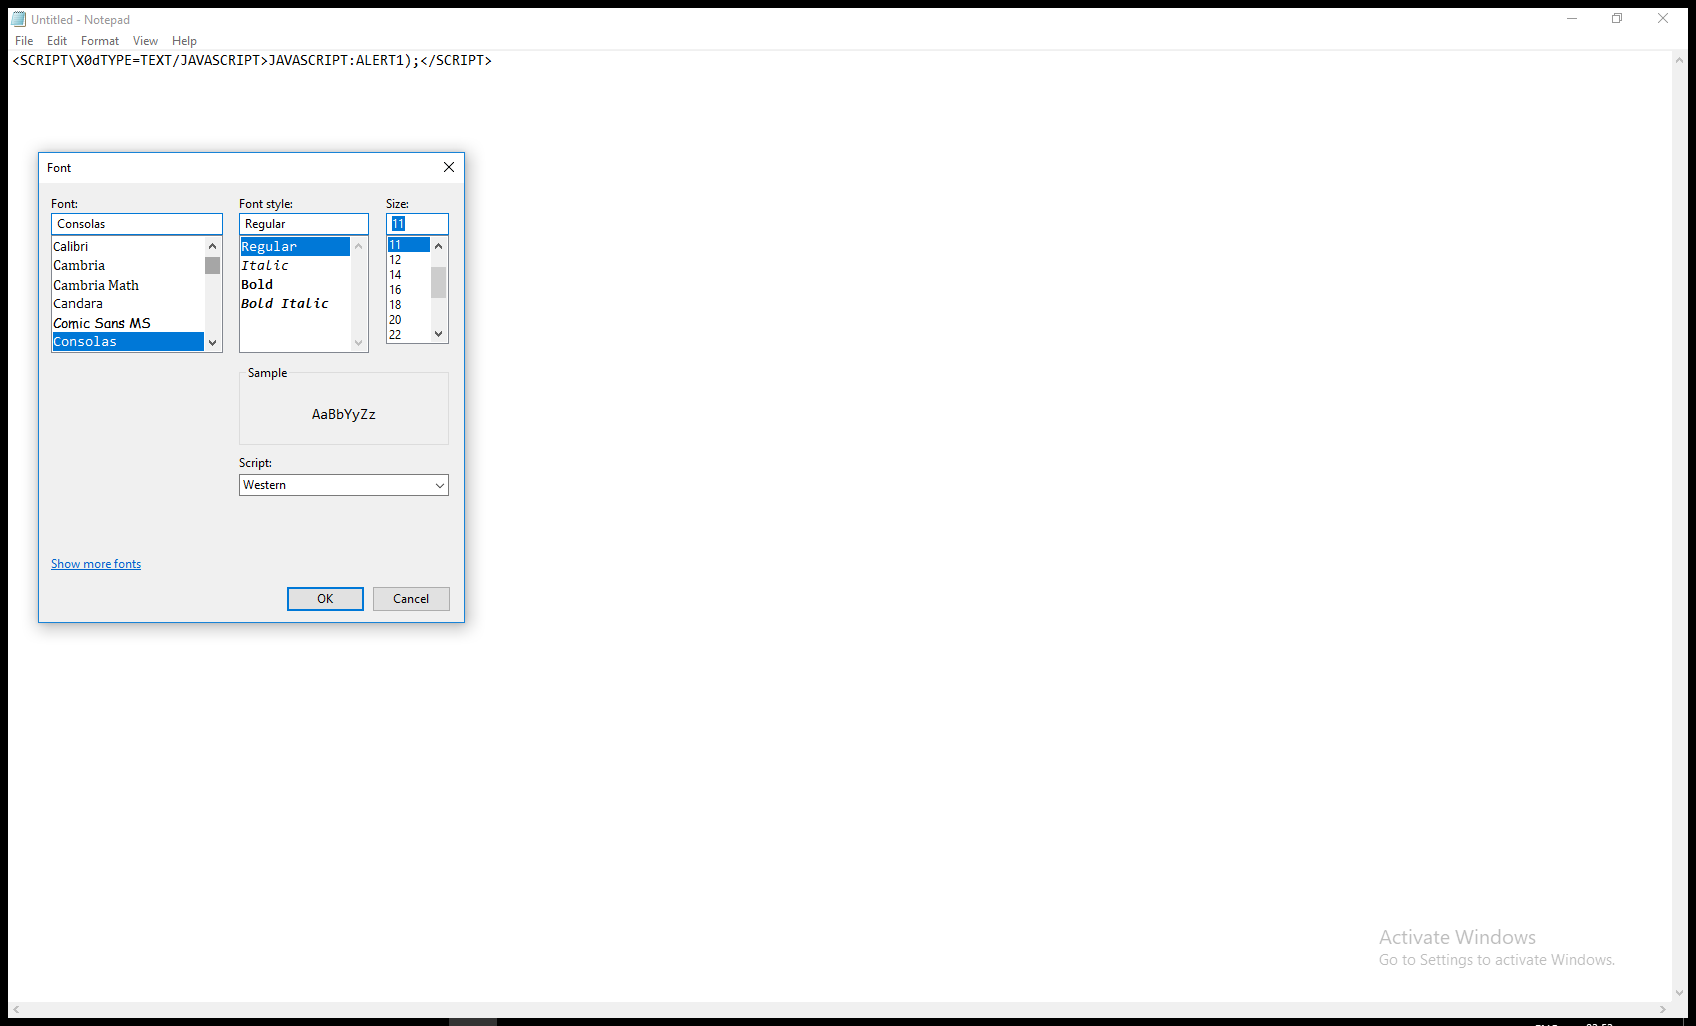 Untitled - Notepad
File Edit Format View Help
<SCRIPT\X0dTYPE=TEXT/JAVASCRIPT>JAVASCRIPT:ALERT1);</SCRIPT>
Font
Font: Font style: Size:
Consolas Regular 11
Calibri Regular 11
Cambria Italic 12
Cambria Math Bold 14
Candara Bold Italic 16
Comic Sans MS 18
Consolas 20
22
Sample
AaBbYyZz
Script:
Western
Show more fonts
OK Cancel
Activate Windows
Go to Settings to activate Windows.